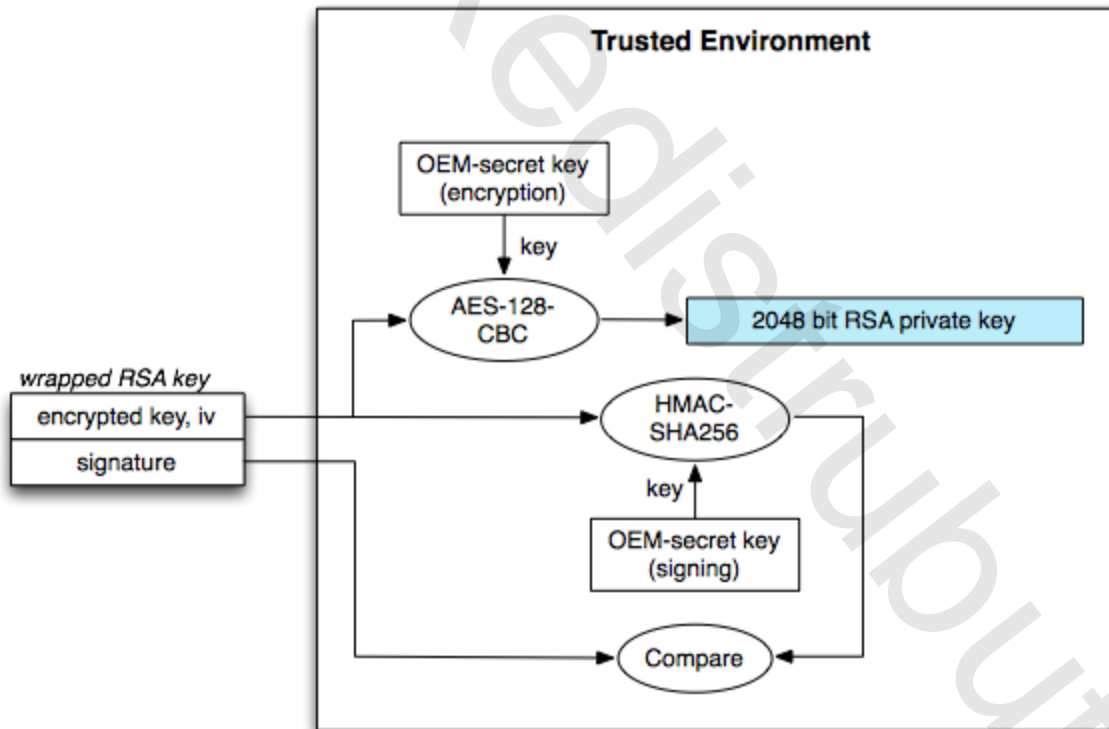 Trusted Environment
OEM-secret key
(encryption)
key
AES-128-
CBC
2048 bit RSA private key
wrapped RSA key
encrypted key, iv
signature
HMAC-
SHA256
key
OEM-secret key
(signing)
Compare